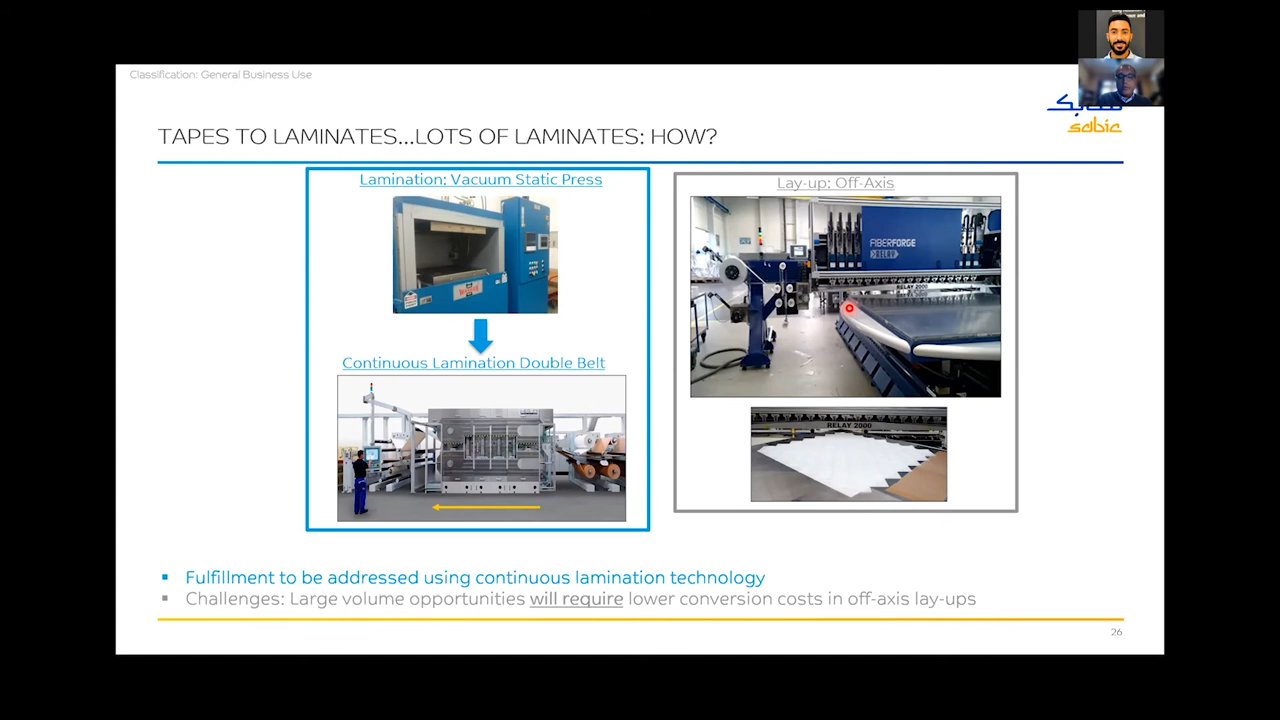 Classification: General Business Use
سابك
sabic
TAPES TO LAMINATES...LOTS OF LAMINATES: HOW?
Lamination: Vacuum Static Press
Continuous Lamination Double Belt
Lay-up: Off-Axis
FIBERFORGE
RELAY
RELAY 2000
RELAY 2000
▪ Fulfillment to be addressed using continuous lamination technology
▪ Challenges: Large volume opportunities will require lower conversion costs in off-axis lay-ups
26